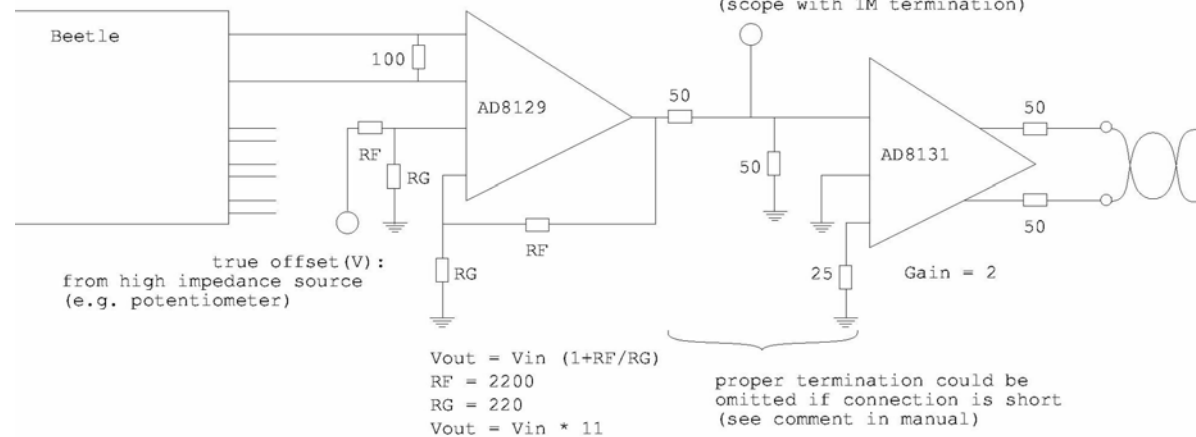 (scope with 1M termination)
Beetle
100
AD8129
50
50
AD8131
50
50
RF
RG
50
RF
RG
true offset(V):
from high impedance source
(e.g. potentiometer)
25
Gain = 2
Vout = Vin (1+RF/RG)
RF = 2200
RG = 220
Vout = Vin * 11
proper termination could be
omitted if connection is short
(see comment in manual)